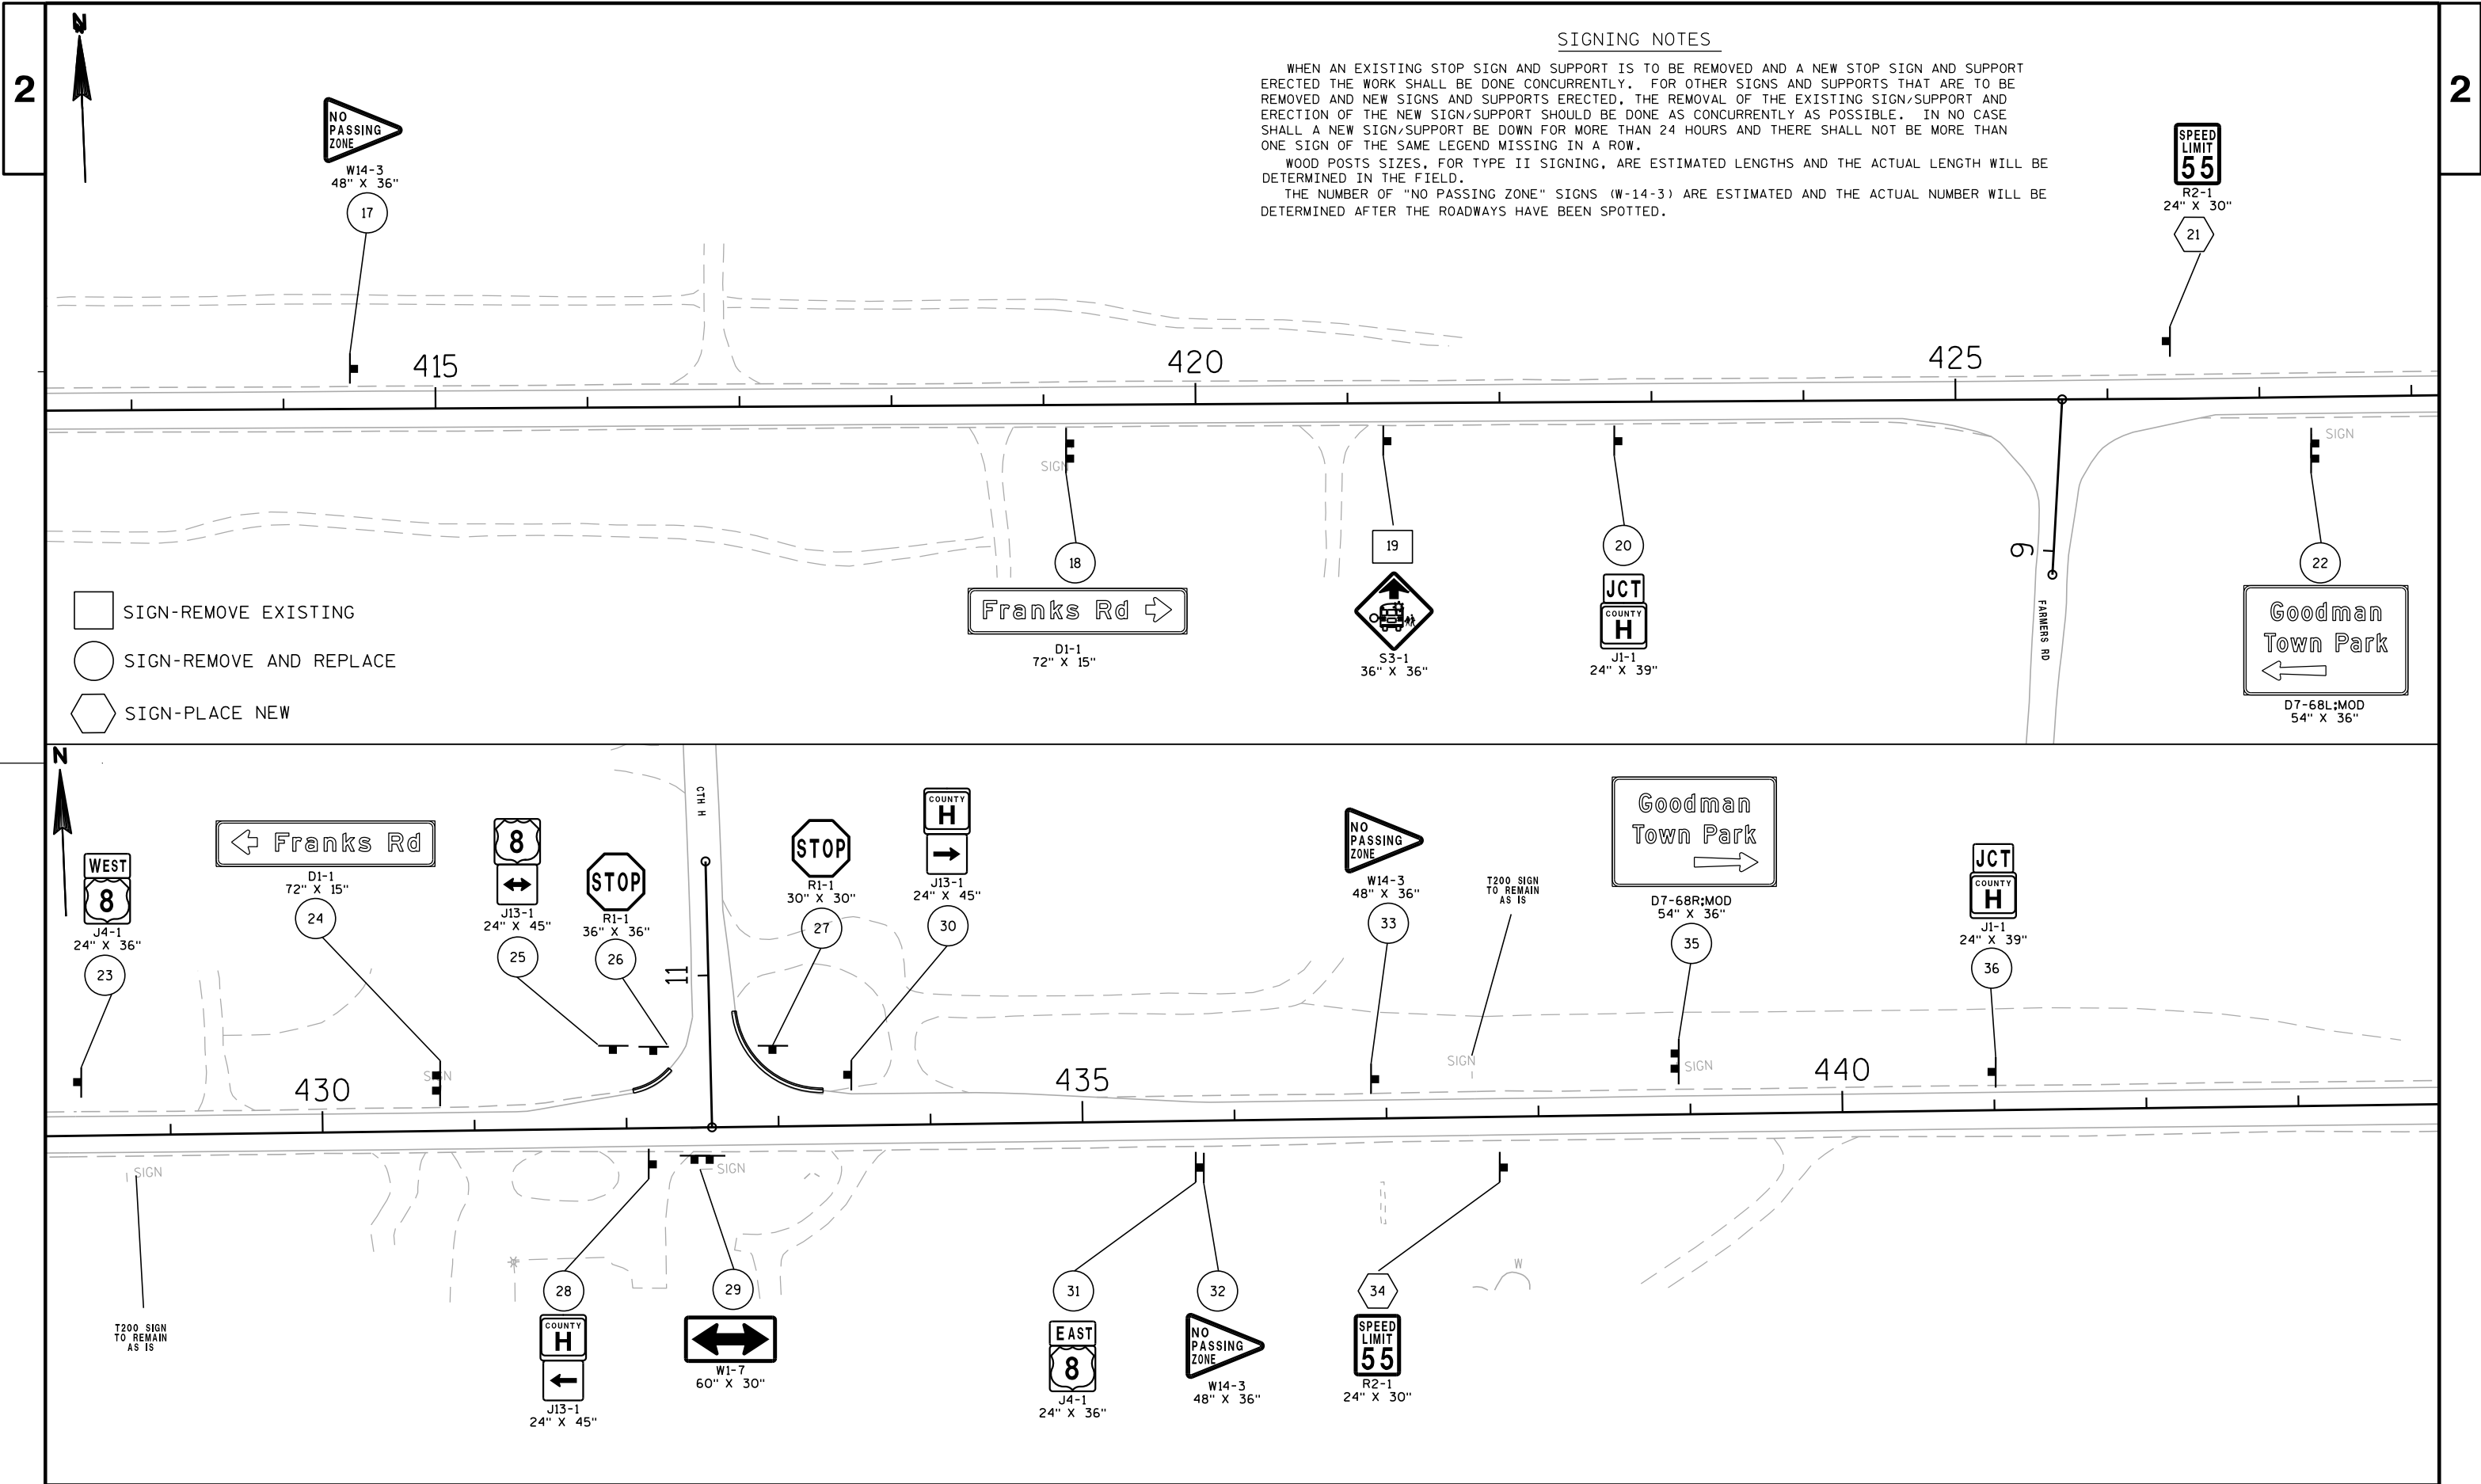 2
2
N
SIGNING NOTES
WHEN AN EXISTING STOP SIGN AND SUPPORT IS TO BE REMOVED AND A NEW STOP SIGN AND SUPPORT
ERECTED THE WORK SHALL BE DONE CONCURRENTLY. FOR OTHER SIGNS AND SUPPORTS THAT ARE TO BE
REMOVED AND NEW SIGNS AND SUPPORTS ERECTED, THE REMOVAL OF THE EXISTING SIGN/SUPPORT AND
ERECTION OF THE NEW SIGN/SUPPORT SHOULD BE DONE AS CONCURRENTLY AS POSSIBLE. IN NO CASE
SHALL A NEW SIGN/SUPPORT BE DOWN FOR MORE THAN 24 HOURS AND THERE SHALL NOT BE MORE THAN
ONE SIGN OF THE SAME LEGEND MISSING IN A ROW.
WOOD POSTS SIZES, FOR TYPE II SIGNING, ARE ESTIMATED LENGTHS AND THE ACTUAL LENGTH WILL BE
DETERMINED IN THE FIELD.
THE NUMBER OF "NO PASSING ZONE" SIGNS (W-14-3) ARE ESTIMATED AND THE ACTUAL NUMBER WILL BE
DETERMINED AFTER THE ROADWAYS HAVE BEEN SPOTTED.
NO
PASSING
ZONE
W14-3
48" X 36"
17
SPEED
LIMIT
55
R2-1
24" X 30"
21
415
420
425
SIGN
18
Franks Rd
D1-1
72" X 15"
19
S3-1
36" X 36"
20
JCT
COUNTY
H
J1-1
24" X 39"
9
FARMERS RD
SIGN
22
Goodman
Town Park
D7-68L;MOD
54" X 36"
SIGN-REMOVE EXISTING
SIGN-REMOVE AND REPLACE
SIGN-PLACE NEW
N
WEST
8
J4-1
24" X 36"
23
Franks Rd
D1-1
72" X 15"
24
SIGN
8
J13-1
24" X 45"
25
STOP
R1-1
36" X 36"
26
CTH H
11
STOP
R1-1
30" X 30"
27
COUNTY
H
J13-1
24" X 45"
30
NO
PASSING
ZONE
W14-3
48" X 36"
33
T200 SIGN
TO REMAIN
AS IS
SIGN
Goodman
Town Park
D7-68R;MOD
54" X 36"
35
SIGN
JCT
COUNTY
H
J1-1
24" X 39"
36
430
435
440
SIGN
T200 SIGN
TO REMAIN
AS IS
28
COUNTY
H
J13-1
24" X 45"
SIGN
29
W1-7
60" X 30"
31
EAST
8
J4-1
24" X 36"
32
NO
PASSING
ZONE
W14-3
48" X 36"
34
SPEED
LIMIT
55
R2-1
24" X 30"
W